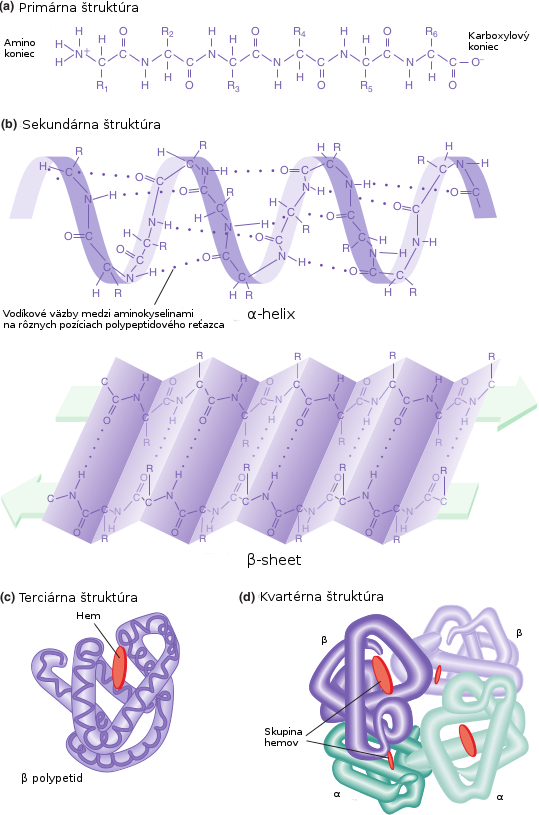 (a) Primárna štruktúra
Amino
koniec
Karboxylový
koniec
H H O R2 H H O R4 H H O R6
H N+ C C N C C N C C N C C N C C N C C O–
H R1 H H O R3 H H O R5 H H O
(b) Sekundárna štruktúra
Vodíkové väzby medzi aminokyselinami
na rôznych pozíciach polypeptidového reťazca
α-helix
β-sheet
(c) Terciárna štruktúra
Hem
β polypetid
(d) Kvartérna štruktúra
β
β
Skupina
hemov
α
α